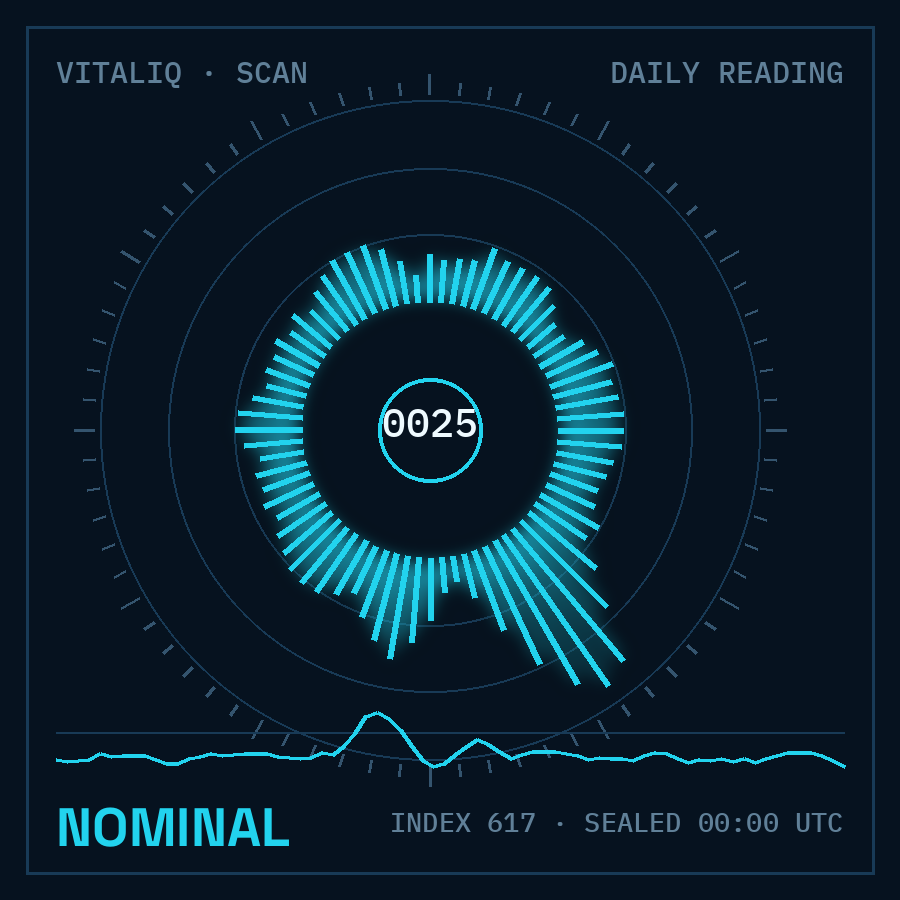 VITALIQ · SCAN
DAILY READING
0025
NOMINAL
INDEX 617 · SEALED 00:00 UTC